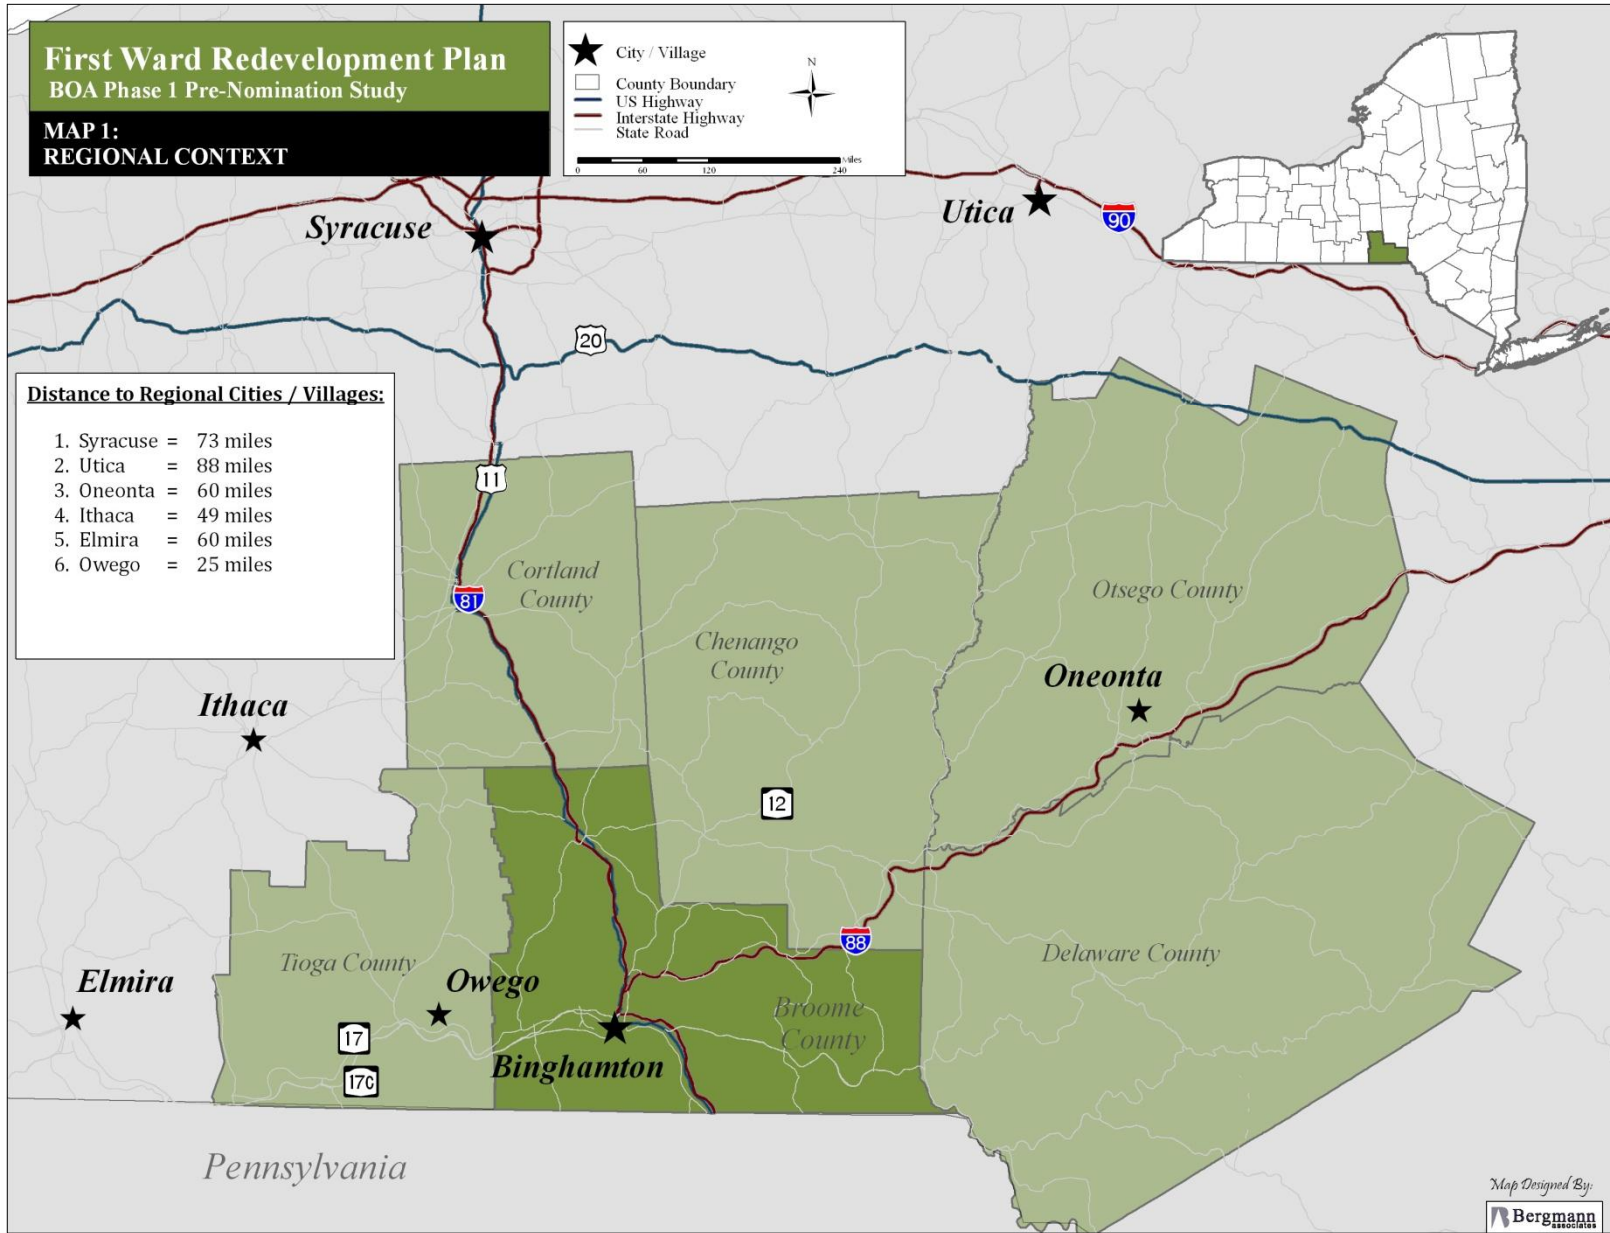 First Ward Redevelopment Plan
BOA Phase 1 Pre-Nomination Study
MAP 1:
REGIONAL CONTEXT
City / Village
County Boundary
US Highway
Interstate Highway
State Road
N
Miles
0 60 120 240
Syracuse
Utica
90
20
Distance to Regional Cities / Villages:
1. Syracuse = 73 miles
2. Utica = 88 miles
3. Oneonta = 60 miles
4. Ithaca = 49 miles
5. Elmira = 60 miles
6. Owego = 25 miles
11
81
Cortland
County
Otsego County
Chenango
County
Oneonta
Ithaca
12
88
Tioga County
Delaware County
Elmira
Owego
Broome
County
17
Binghamton
17C
Pennsylvania
Map Designed By:
Bergmann
associates